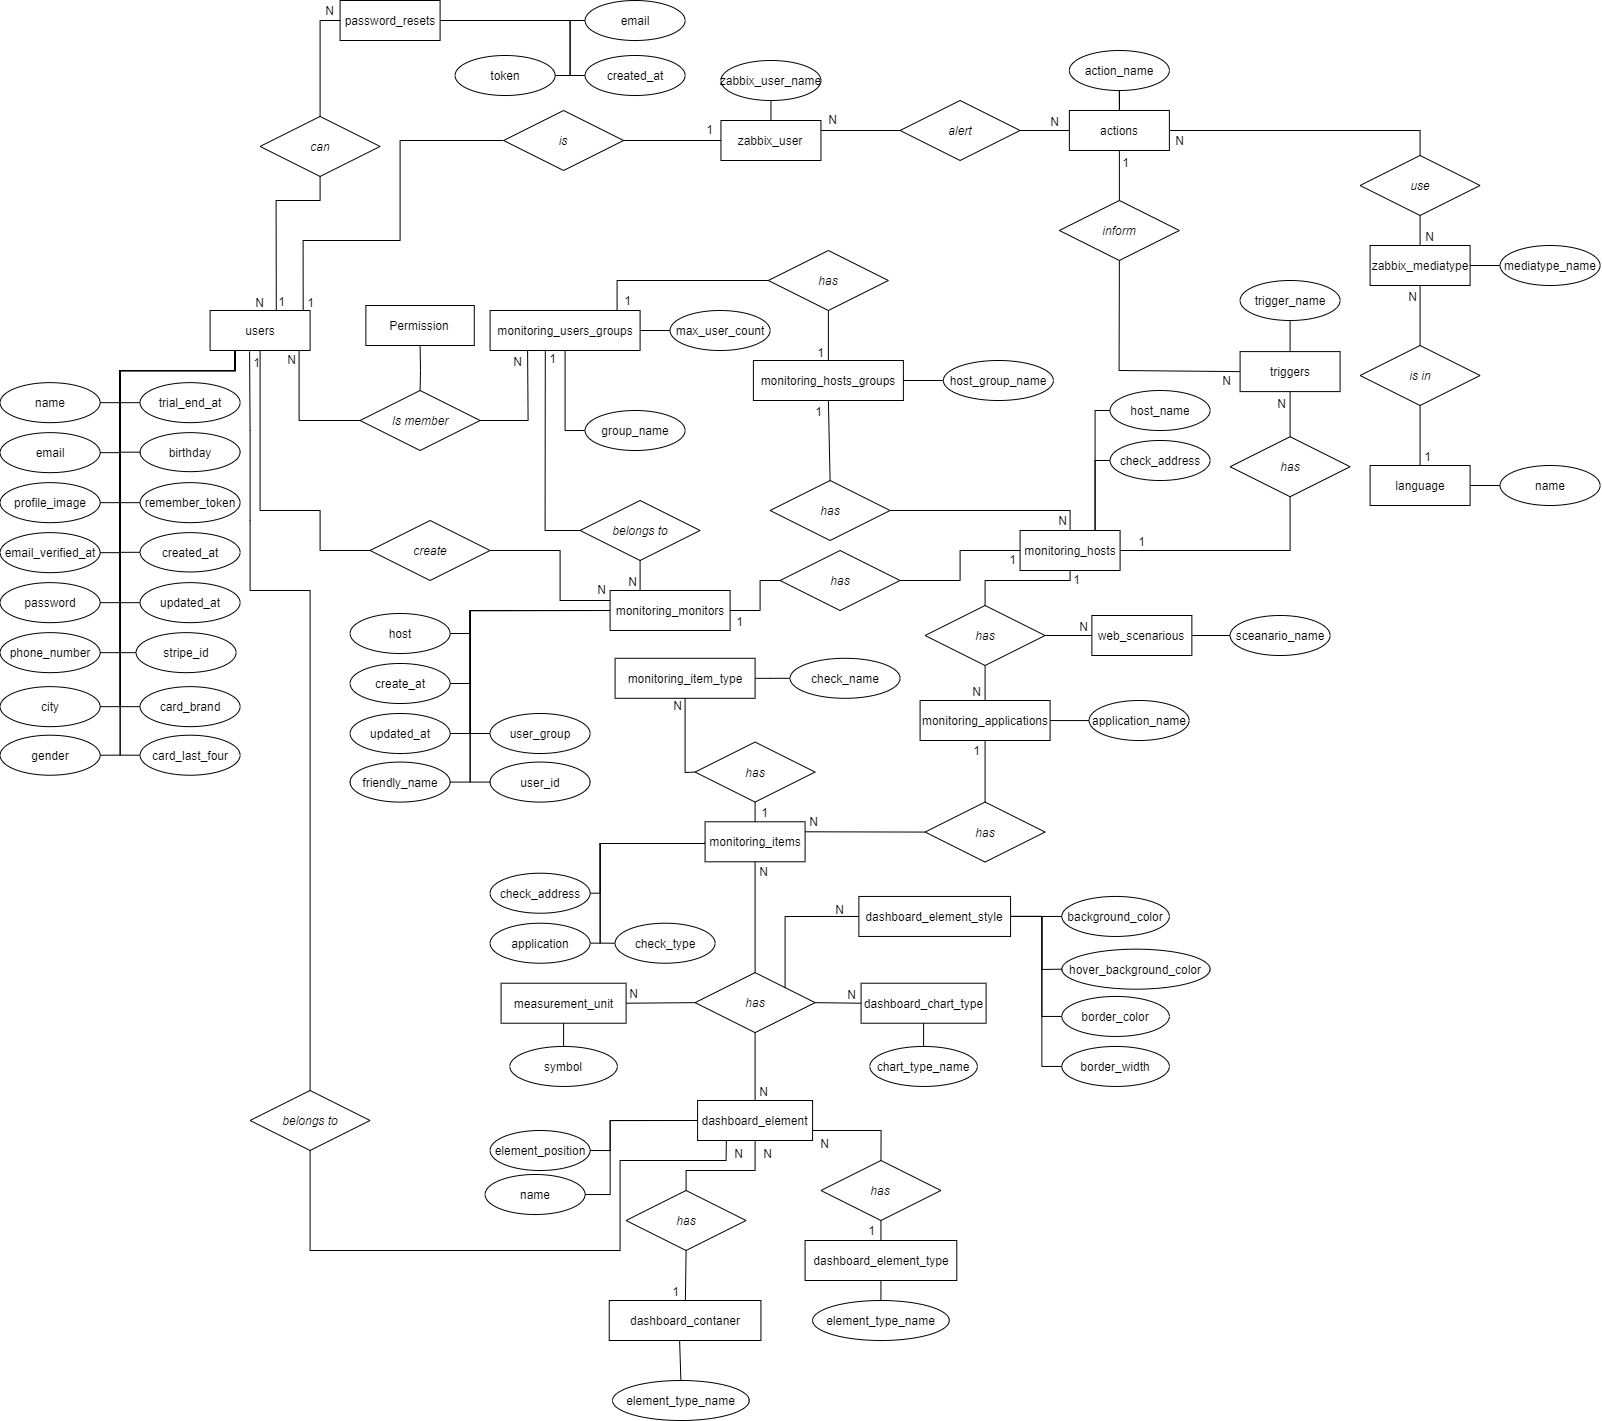 N
password_resets
email
token
created_at
can
zabbix_user_name
action_name
is
1
zabbix_user
N
alert
N
actions
N
1
use
inform
N
zabbix_mediatype
mediatype_name
N
N
1
1
users
N
1
Permission
monitoring_users_groups
1
N
1
max_user_count
has
1
monitoring_hosts_groups
host_group_name
1
trigger_name
triggers
N
N
is in
1
language
name
name
trial_end_at
email
birthday
profile_image
remember_token
email_verified_at
created_at
password
updated_at
phone_number
stripe_id
city
card_brand
gender
card_last_four
Is member
group_name
host_name
check_address
has
has
belongs to
create
N
N
monitoring_monitors
1
has
N
monitoring_hosts
1
1
1
host
create_at
updated_at
user_group
friendly_name
user_id
has
N
web_scenarious
sceanario_name
N
monitoring_applications
application_name
1
monitoring_item_type
check_name
N
has
1
monitoring_items
N
has
N
check_address
application
check_type
N
dashboard_element_style
background_color
hover_background_color
border_color
border_width
measurement_unit
N
has
N
dashboard_chart_type
symbol
chart_type_name
N
dashboard_element
N
N
N
element_position
name
belongs to
has
has
1
dashboard_element_type
element_type_name
1
dashboard_contaner
element_type_name